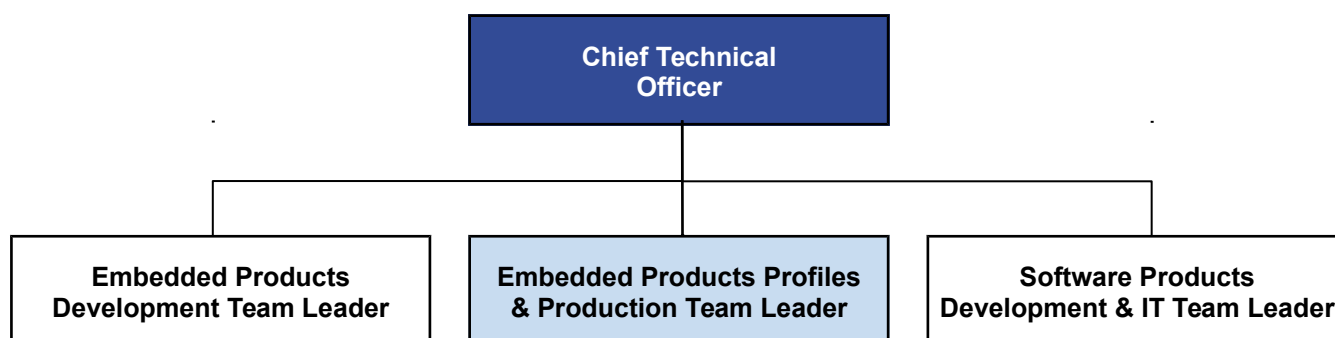 Chief Technical
Officer
Embedded Products
Development Team Leader
Embedded Products Profiles
& Production Team Leader
Software Products
Development & IT Team Leader